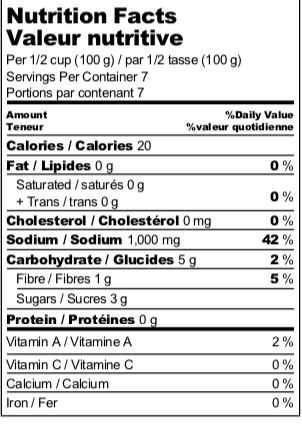 Nutrition Facts
Valeur nutritive
Per 1/2 cup (100 g) / par 1/2 tasse (100 g)
Servings Per Container 7
Portions par contenant 7
Amount %Daily Value
Teneur %valeur quotidienne
Calories / Calories 20
Fat / Lipides 0 g 0 %
Saturated / saturés 0 g
+ Trans / trans 0 g 0 %
Cholesterol / Cholestérol 0 mg 0 %
Sodium / Sodium 1,000 mg 42 %
Carbohydrate / Glucides 5 g 2 %
Fibre / Fibres 1 g 5 %
Sugars / Sucres 3 g
Protein / Protéines 0 g
Vitamin A / Vitamine A 2 %
Vitamin C / Vitamine C 0 %
Calcium / Calcium 0 %
Iron / Fer 0 %